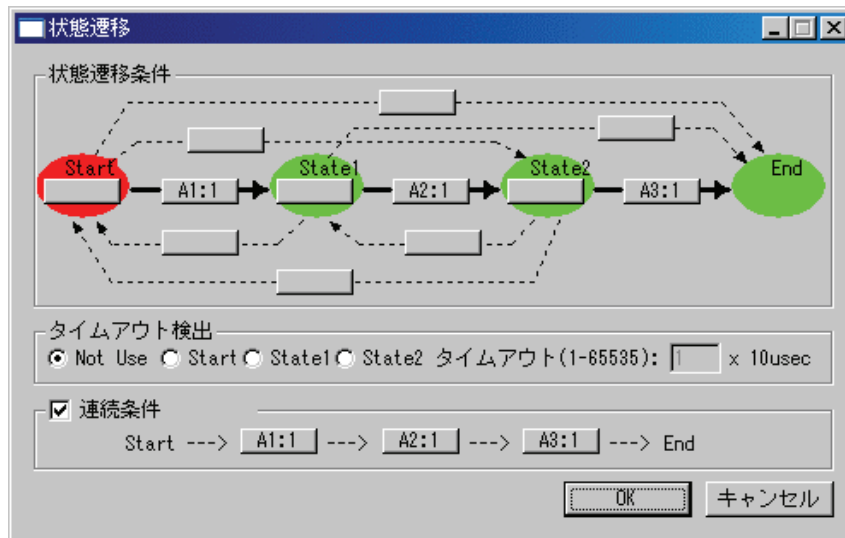 状態遷移
状態遷移条件
Start State1 State2 End
A1:1 A2:1 A3:1
タイムアウト検出
Not Use Start State1 State2 タイムアウト(1-65535): 1 x 10usec
連続条件
Start ---> A1:1 ---> A2:1 ---> A3:1 ---> End
OK キャンセル